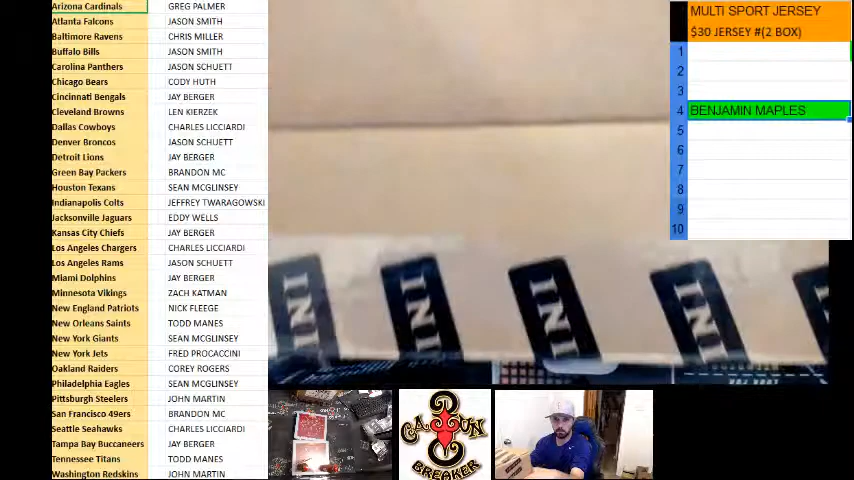 Arizona Cardinals GREG PALMER
Atlanta Falcons JASON SMITH
Baltimore Ravens CHRIS MILLER
Buffalo Bills JASON SMITH
Carolina Panthers JASON SCHUETT
Chicago Bears CODY HUTH
Cincinnati Bengals JAY BERGER
Cleveland Browns LEN KIERZEK
Dallas Cowboys CHARLES LICCIARDI
Denver Broncos JASON SCHUETT
Detroit Lions JAY BERGER
Green Bay Packers BRANDON MC
Houston Texans SEAN MCGLINSEY
Indianapolis Colts JEFFREY TWARAGOWSKI
Jacksonville Jaguars EDDY WELLS
Kansas City Chiefs JAY BERGER
Los Angeles Chargers CHARLES LICCIARDI
Los Angeles Rams JASON SCHUETT
Miami Dolphins JAY BERGER
Minnesota Vikings ZACH KATMAN
New England Patriots NICK FLEEGE
New Orleans Saints TODD MANES
New York Giants SEAN MCGLINSEY
New York Jets FRED PROCACCINI
Oakland Raiders COREY ROGERS
Philadelphia Eagles SEAN MCGLINSEY
Pittsburgh Steelers JOHN MARTIN
San Francisco 49ers BRANDON MC
Seattle Seahawks CHARLES LICCIARDI
Tampa Bay Buccaneers JAY BERGER
Tennessee Titans TODD MANES
Washington Redskins JOHN MARTIN
MULTI SPORT JERSEY
$30 JERSEY #(2 BOX)
1
2
3
4 BENJAMIN MAPLES
5
6
7
8
9
10
CAJUN
BREAKER